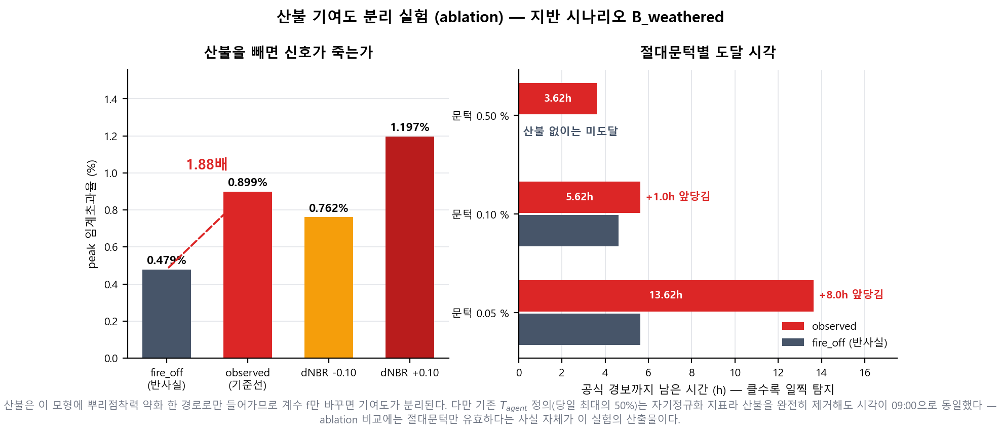 산불 기여도 분리 실험 (ablation) — 지반 시나리오 B_weathered
산불을 빼면 신호가 죽는가
peak 임계초과율 (%)
1.4
1.2
1.0
0.8
0.6
0.4
0.2
0.0
1.197%
1.88배
0.899%
0.762%
0.479%
fire_off
(반사실)
observed
(기준선)
dNBR -0.10
dNBR +0.10
절대문턱별 도달 시각
문턱 0.50 %
3.62h
산불 없이는 미도달
문턱 0.10 %
5.62h
+1.0h 앞당김
문턱 0.05 %
13.62h
+8.0h 앞당김
observed
fire_off (반사실)
0 2 4 6 8 10 12 14 16
공식 경보까지 남은 시간 (h) — 클수록 일찍 탐지
산불은 이 모형에 뿌리점착력 약화 한 경로로만 들어가므로 계수 f만 바꾸면 기여도가 분리된다. 다만 기존 T_agent 정의(당일 최대의 50%)는 자기정규화 지표라 산불을 완전히 제거해도 시각이 09:00으로 동일했다 —
ablation 비교에는 절대문턱만 유효하다는 사실 자체가 이 실험의 산출물이다.